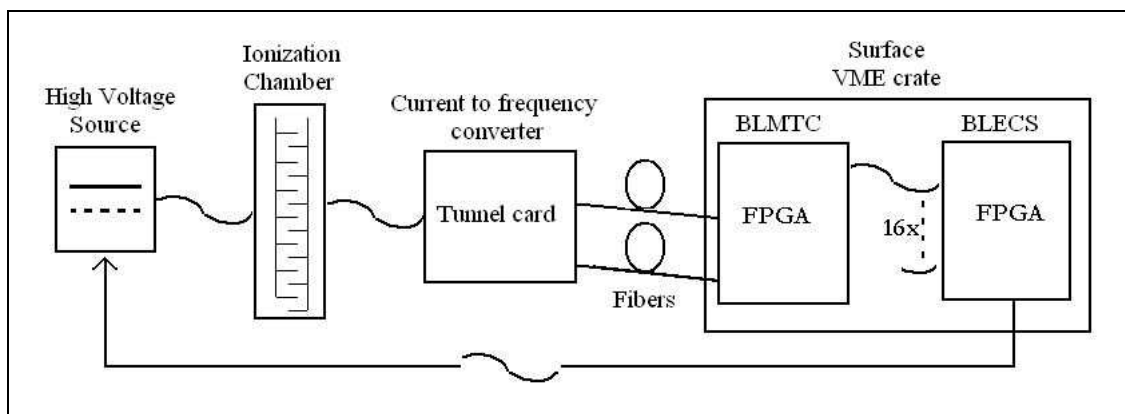 High Voltage
Source
Ionization
Chamber
Current to frequency
converter
Tunnel card
Fibers
Surface
VME crate
BLMTC
FPGA
16x
BLECS
FPGA